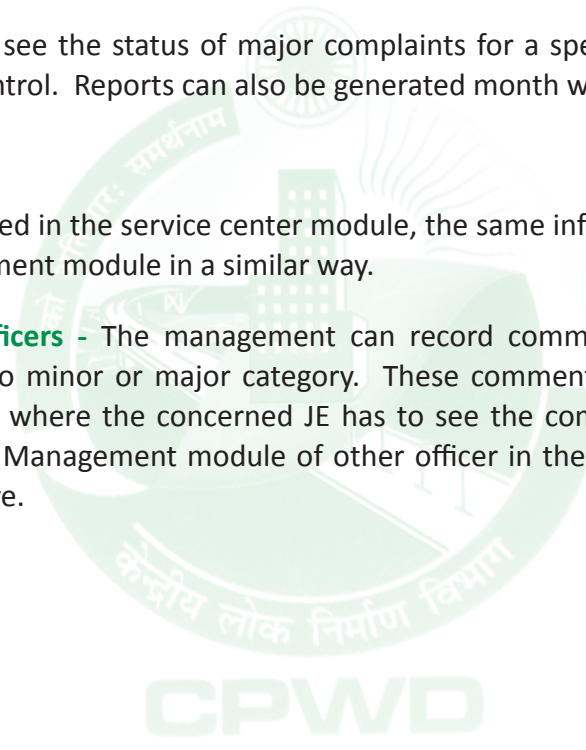 see the status of major complaints for a spe
ntrol. Reports can also be generated month w
ed in the service center module, the same inf
ment module in a similar way.
ficers - The management can record comm
o minor or major category. These comment
where the concerned JE has to see the con
Management module of other officer in the
e.
को
: समर्थनाम
केन्द्रीय लोक निर्माण विभाग
CPWD